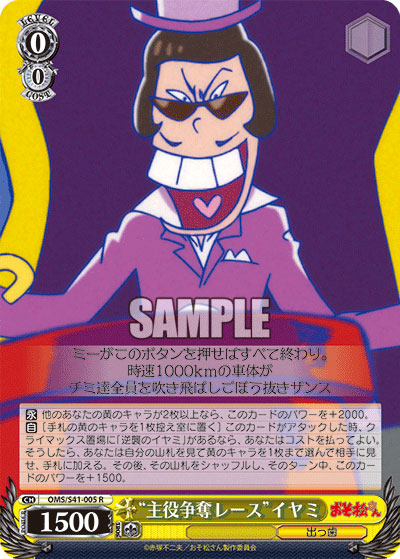 LEVEL
0
0
COST
SAMPLE
ミーがこのボタンを押せばすべて終わり。
時速1000kmの車体が
チミ達全員を吹き飛ばしごぼう抜きザンス
永 他のあなたの黄のキャラが2枚以上なら、このカードのパワーを+2000。
自 [手札の黄のキャラを1枚控え室に置く] このカードがアタックした時、ク
ライマックス置場に「逆襲のイヤミ」があるなら、あなたはコストを払ってよ
い。そうしたら、あなたは自分の山札を見て黄のキャラを1枚まで選んで相手に見
せ、手札に加える。その後、その山札をシャッフルし、そのターン中、このカー
ドのパワーを+6000。
CH OMS/S41-005 R
1500
POWER
“主役争奪レース”イヤミ
おそ松さん
出っ歯
©赤塚不二夫／おそ松さん製作委員会